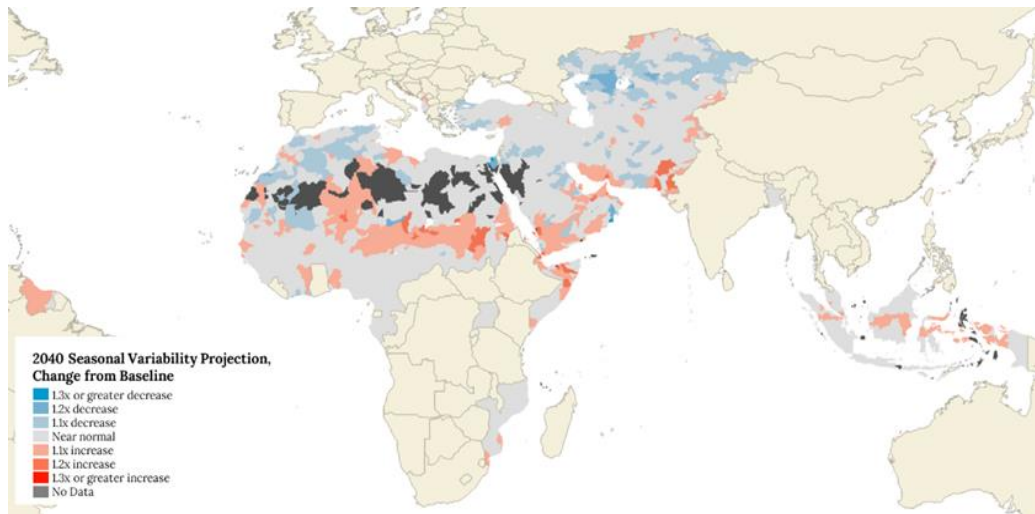 2040 Seasonal Variability Projection,
Change from Baseline
1.3x or greater decrease
1.2x decrease
1.1x decrease
Near normal
1.1x increase
1.2x increase
1.3x or greater increase
No Data